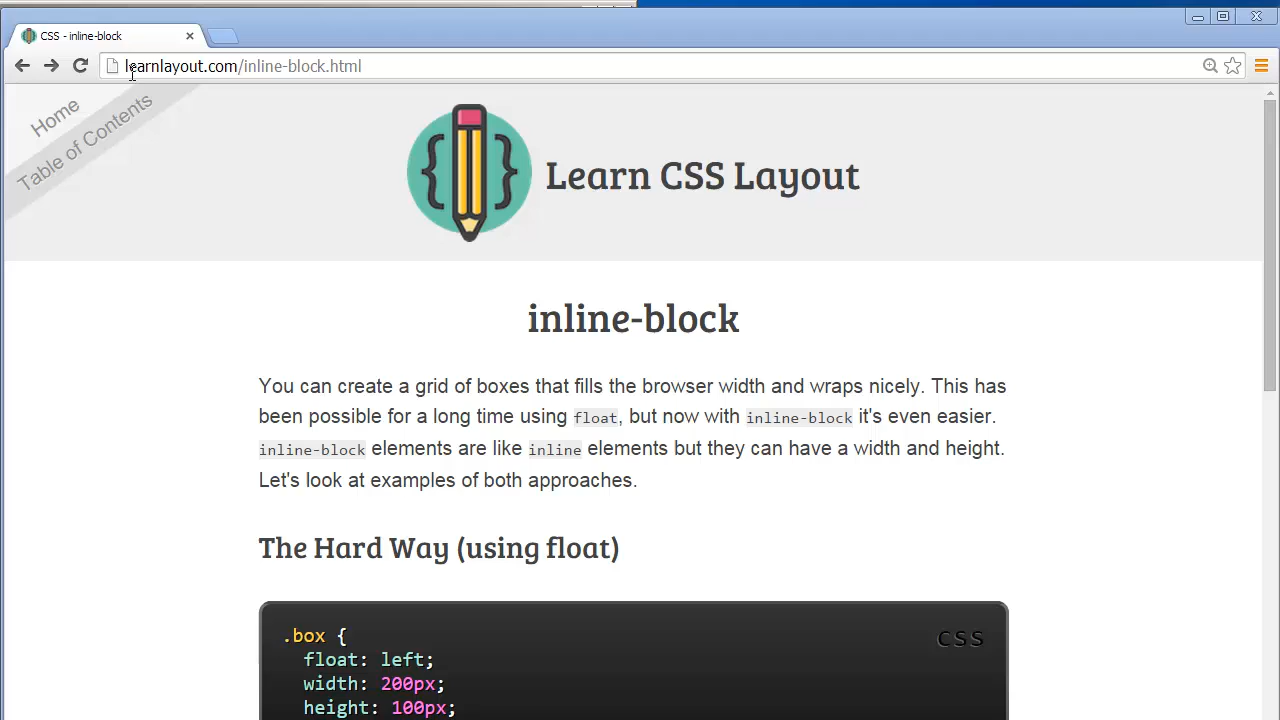 CSS - inline-block
learnlayout.com/inline-block.html
Home
Table of Contents
Learn CSS Layout
inline-block
You can create a grid of boxes that fills the browser width and wraps nicely. This has
been possible for a long time using float, but now with inline-block it's even easier.
inline-block elements are like inline elements but they can have a width and height.
Let's look at examples of both approaches.
The Hard Way (using float)
CSS
.box {
  float: left;
  width: 200px;
  height: 100px;